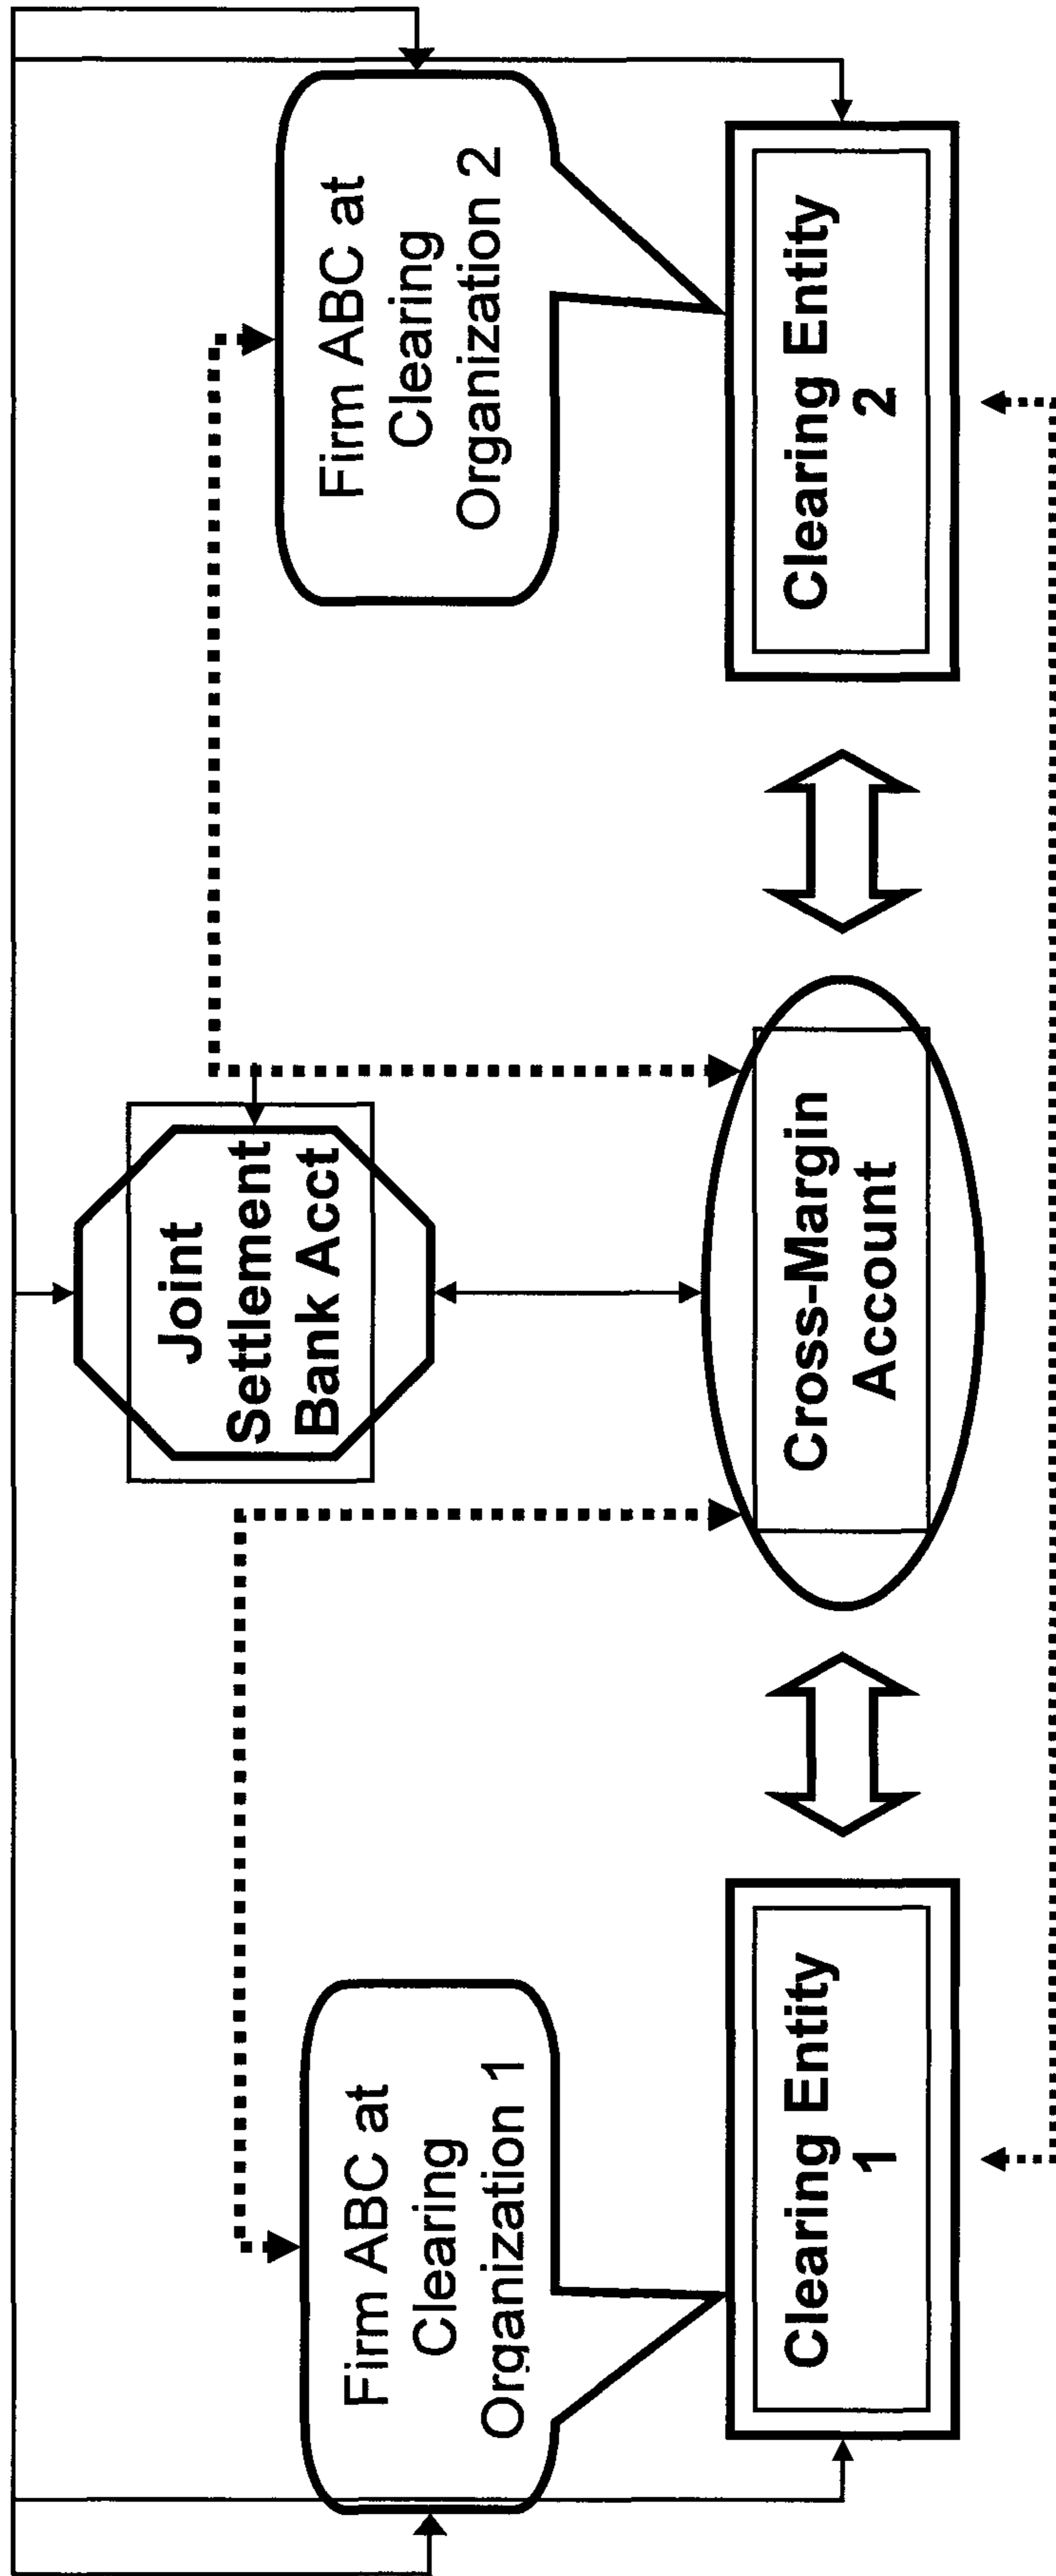 Firm ABC at
Clearing
Organization 1
Clearing Entity
1
Joint
Settlement
Bank Acct
Cross-Margin
Account
Firm ABC at
Clearing
Organization 2
Clearing Entity
2